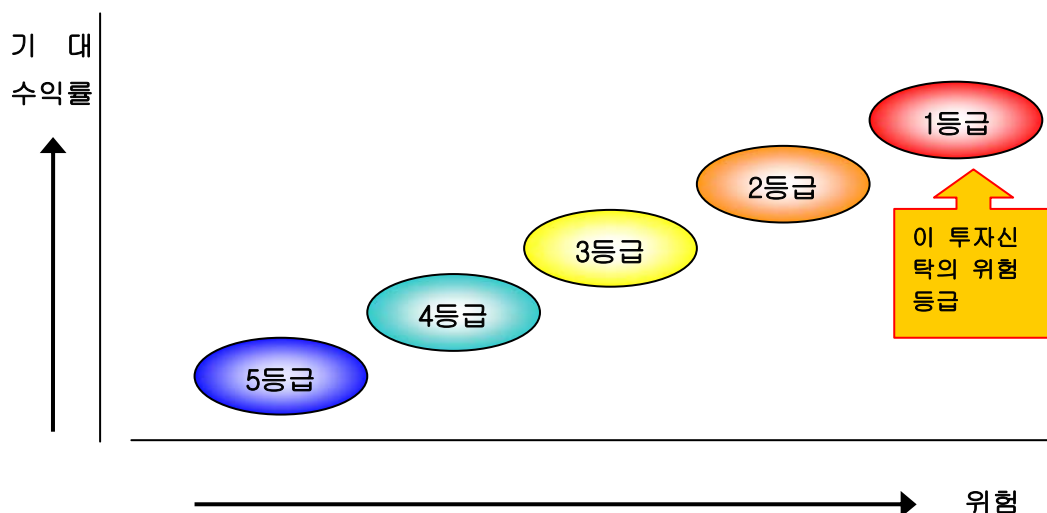 기 대
수익률
1등급
2등급
3등급
4등급
5등급
이 투자신
탁의 위험
등급
위험